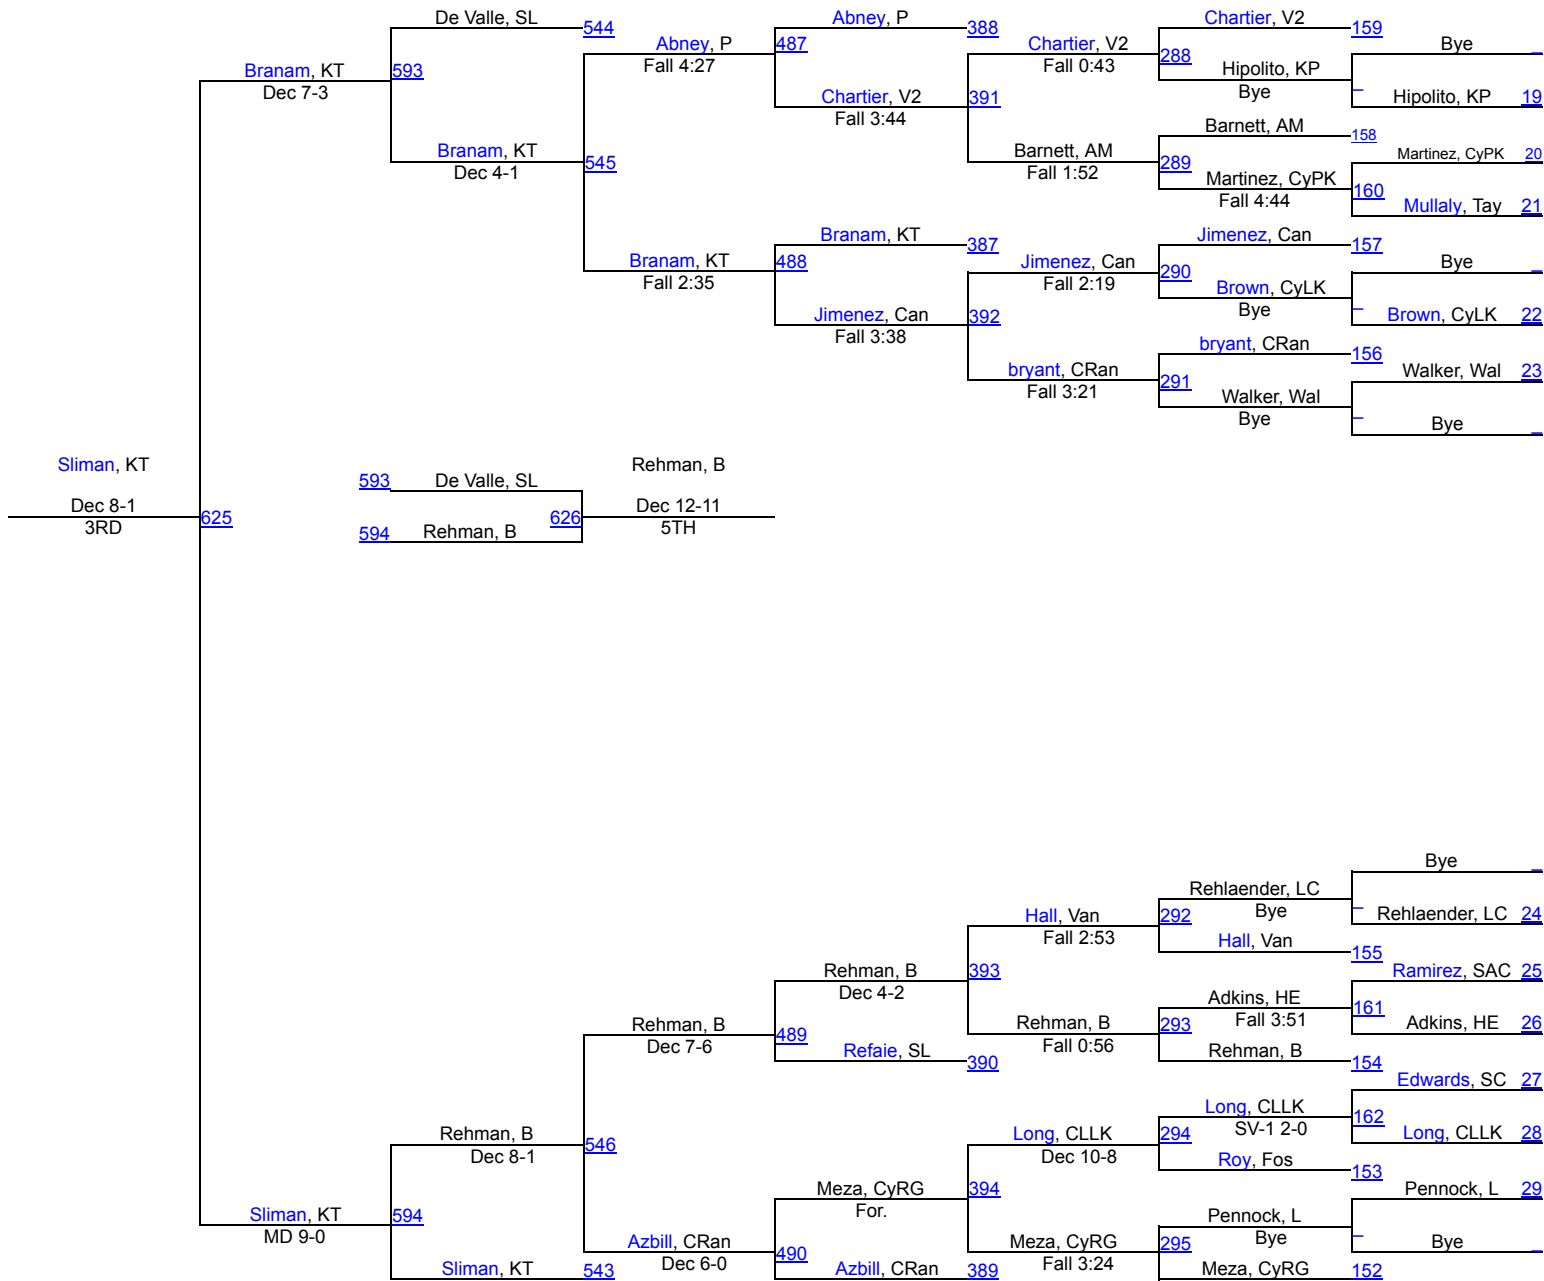 De Valle, SL 544
Abney, P 388
Chartier, V2 159
Abney, P 487
Fall 4:27
Chartier, V2 288
Fall 0:43
Bye _
Branam, KT 593
Dec 7-3
Hipolito, KP _
Bye
Chartier, V2 391
Fall 3:44
Hipolito, KP 19
Barnett, AM 158
Branam, KT 545
Dec 4-1
Barnett, AM 289
Fall 1:52
Martinez, CyPK 20
Martinez, CyPK 160
Fall 4:44
Mullaly, Tay 21
Branam, KT 387
Jimenez, Can 157
Branam, KT 488
Fall 2:35
Jimenez, Can 290
Fall 2:19
Bye _
Brown, CyLK _
Bye
Jimenez, Can 392
Fall 3:38
Brown, CyLK 22
bryant, CRan 156
bryant, CRan 291
Fall 3:21
Walker, Wal 23
Walker, Wal _
Bye
Bye _
Sliman, KT
Dec 8-1 625
3RD
593 De Valle, SL
594 Rehman, B
626
Rehman, B
Dec 12-11
5TH
Bye _
Rehlaender, LC _
Bye
Hall, Van 292
Fall 2:53
Rehlaender, LC 24
Hall, Van 155
Rehman, B 393
Dec 4-2
Ramirez, SAC 25
Adkins, HE 161
Fall 3:51
Rehman, B 489
Dec 7-6
Rehman, B 293
Fall 0:56
Adkins, HE 26
Refaie, SL 390
Rehman, B 154
Edwards, SC 27
Long, CLLK 162
SV-1 2-0
Rehman, B 546
Dec 8-1
Long, CLLK 294
Dec 10-8
Long, CLLK 28
Roy, Fos 153
Meza, CyRG 394
For.
Pennock, L 29
Sliman, KT 594
MD 9-0
Pennock, L _
Bye
Azbill, CRan 490
Dec 6-0
Meza, CyRG 295
Fall 3:24
Bye _
Sliman, KT 543
Azbill, CRan 389
Meza, CyRG 152